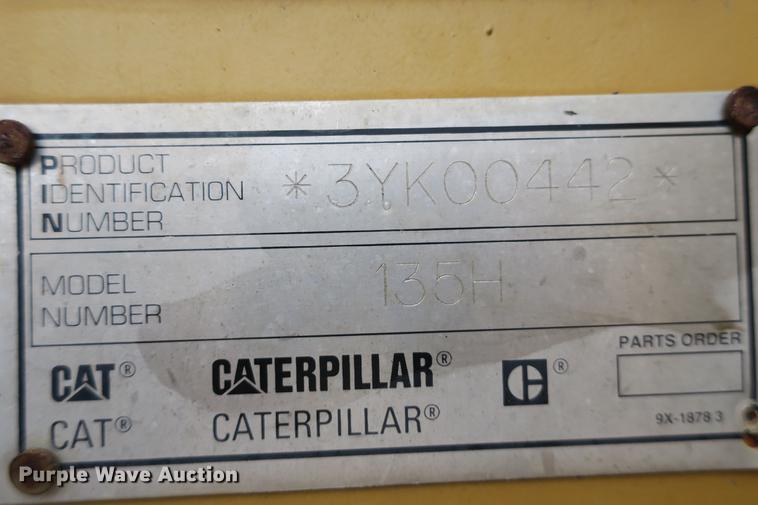 PRODUCT
IDENTIFICATION
NUMBER
*3YK00442*
MODEL
NUMBER
135H
PARTS ORDER
CAT® CATERPILLAR® C®
CAT® CATERPILLAR®
9X-1878 3
Purple Wave Auction